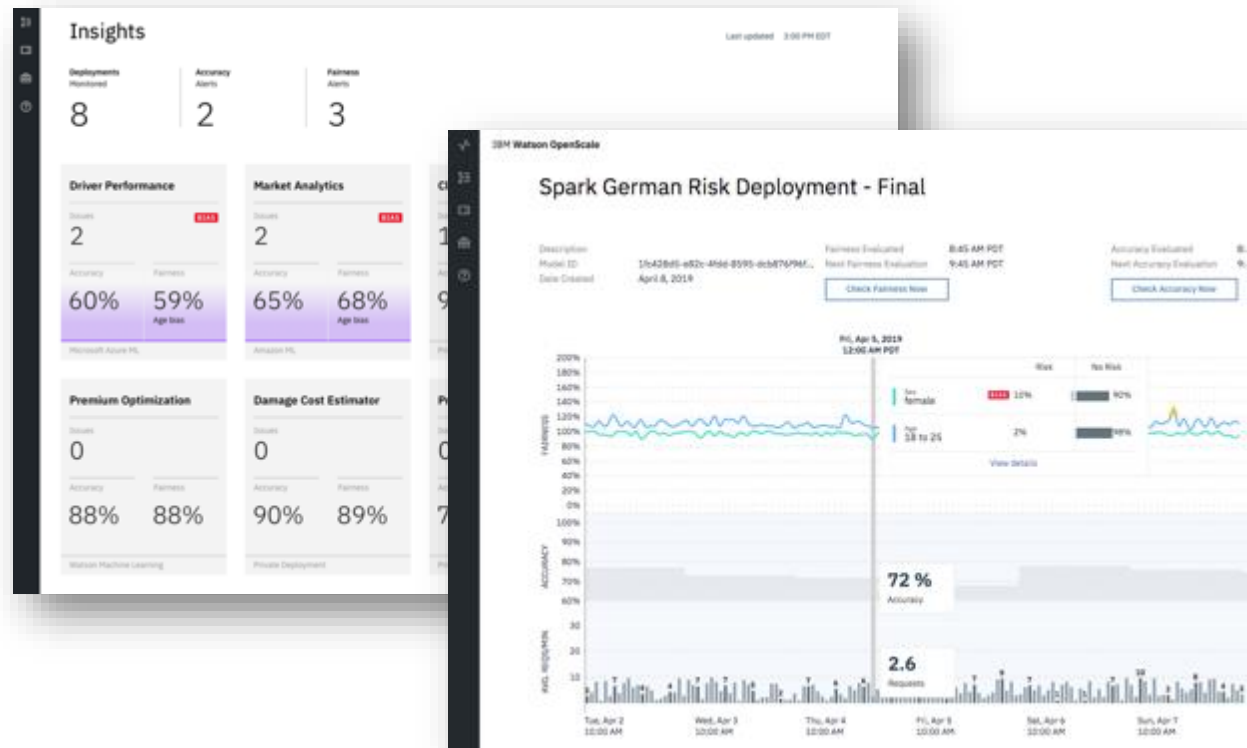 Insights
Last updated 3:00 PM EDT
Deployments
Monitored
8
Accuracy
Alerts
2
Fairness
Alerts
3
Driver Performance
Issues
BIAS
2
Accuracy
Fairness
60%
59%
Age bias
Microsoft Azure ML
Market Analytics
Issues
BIAS
2
Accuracy
Fairness
65%
68%
Age bias
Amazon ML
Premium Optimization
Issues
0
Accuracy
Fairness
88%
88%
Watson Machine Learning
Damage Cost Estimator
Issues
0
Accuracy
Fairness
90%
89%
Private Deployment
IBM Watson OpenScale
Spark German Risk Deployment - Final
Description
Model ID
Date Created
April 8, 2019
Fairness Evaluated 8:45 AM PDT
Next Fairness Evaluation 9:45 AM PDT
Check Fairness Now
Accuracy Evaluated
Next Accuracy Evaluation
Check Accuracy Now
Fri, Apr 5, 2019
12:00 AM PDT
Risk
No Risk
Sex
female
BIAS 10%
90%
Age
18 to 25
2%
98%
View details
FAIRNESS
200%
180%
160%
140%
120%
100%
80%
60%
40%
20%
0%
ACCURACY
100%
90%
80%
70%
60%
72 %
Accuracy
AVG. REQS/MIN
30
20
10
2.6
Requests
Tue, Apr 2
10:00 AM
Wed, Apr 3
10:00 AM
Thu, Apr 4
10:00 AM
Fri, Apr 5
10:00 AM
Sat, Apr 6
10:00 AM
Sun, Apr 7
10:00 AM